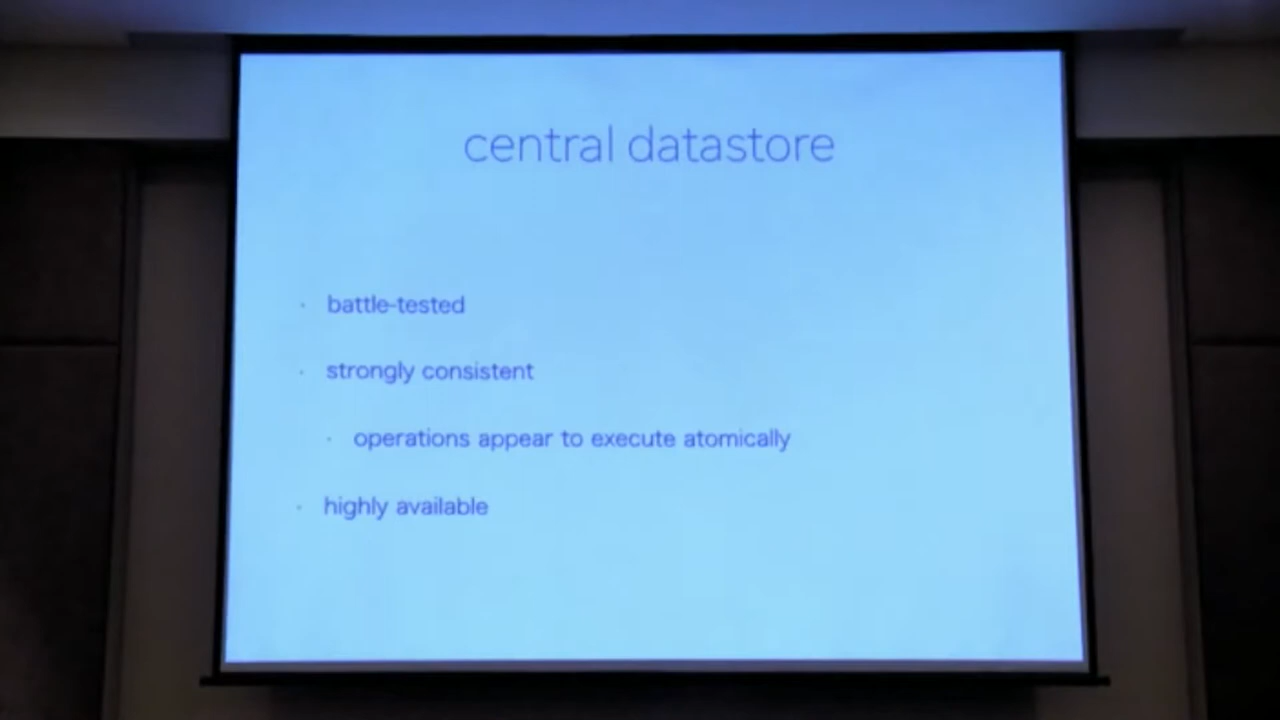 central datastore
battle-tested
strongly consistent
operations appear to execute atomically
highly available